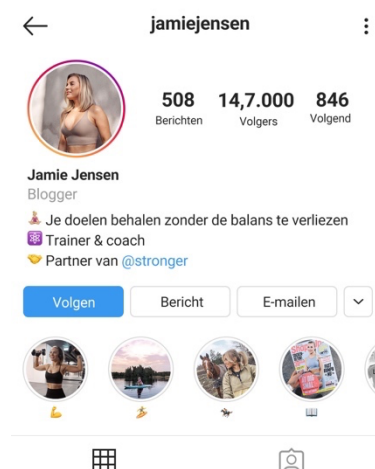 jamiejensen
508 14,7.000 846
Berichten Volgers Volgend
Jamie Jensen
Blogger
Je doelen behalen zonder de balans te verliezen
Trainer & coach
Partner van @stronger
Volgen Bericht E-mailen